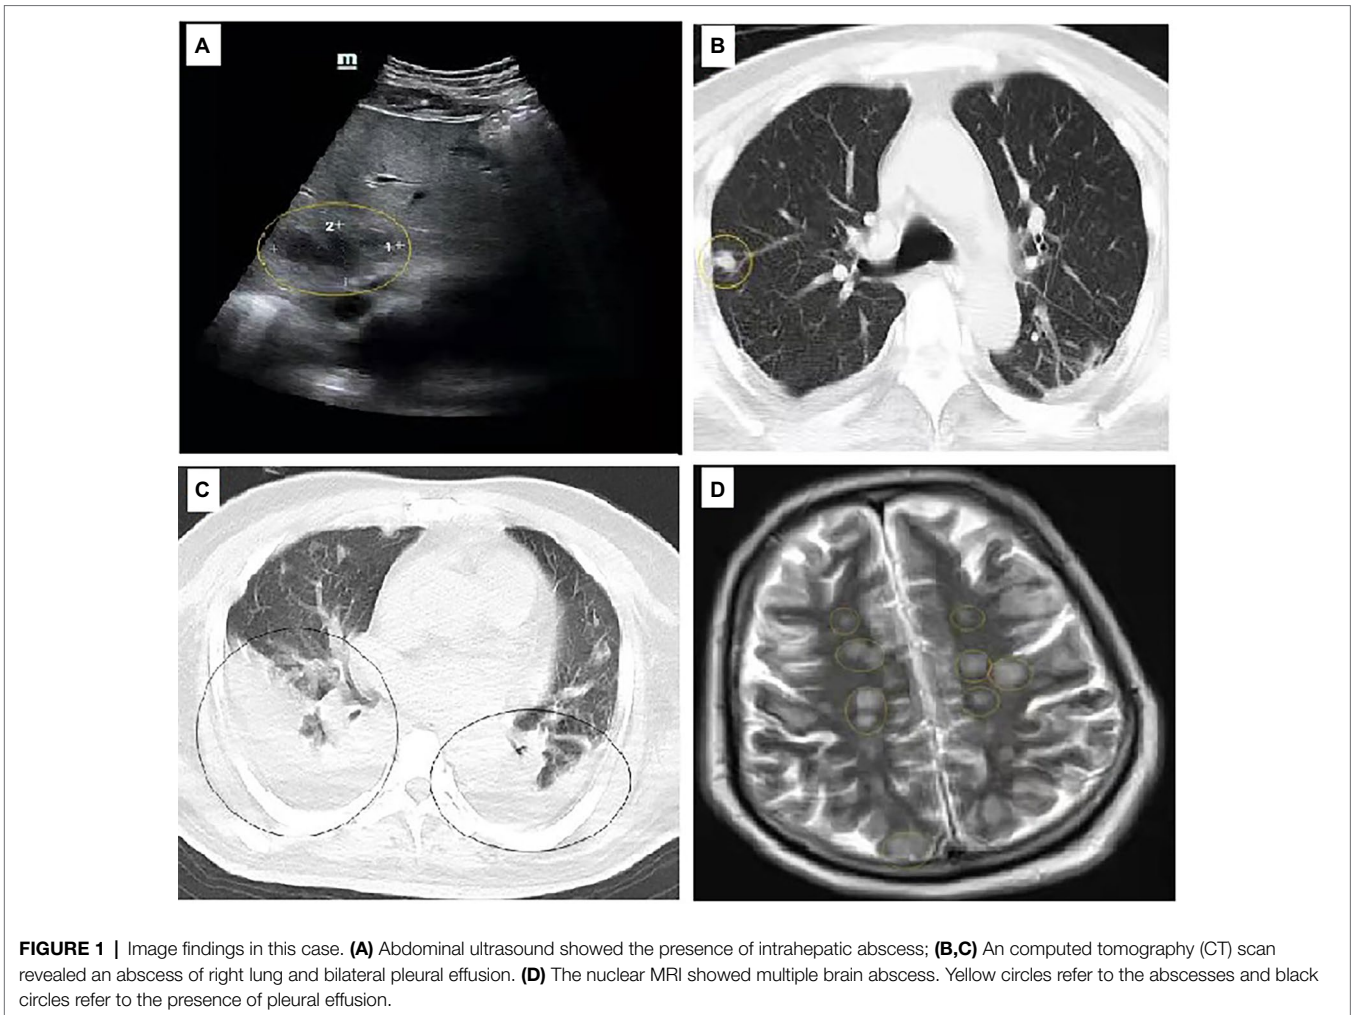 A
m
2
1
B
C
D
FIGURE 1 | Image findings in this case. (A) Abdominal ultrasound showed the presence of intrahepatic abscess; (B,C) An computed tomography (CT) scan
revealed an abscess of right lung and bilateral pleural effusion. (D) The nuclear MRI showed multiple brain abscess. Yellow circles refer to the abscesses and black
circles refer to the presence of pleural effusion.